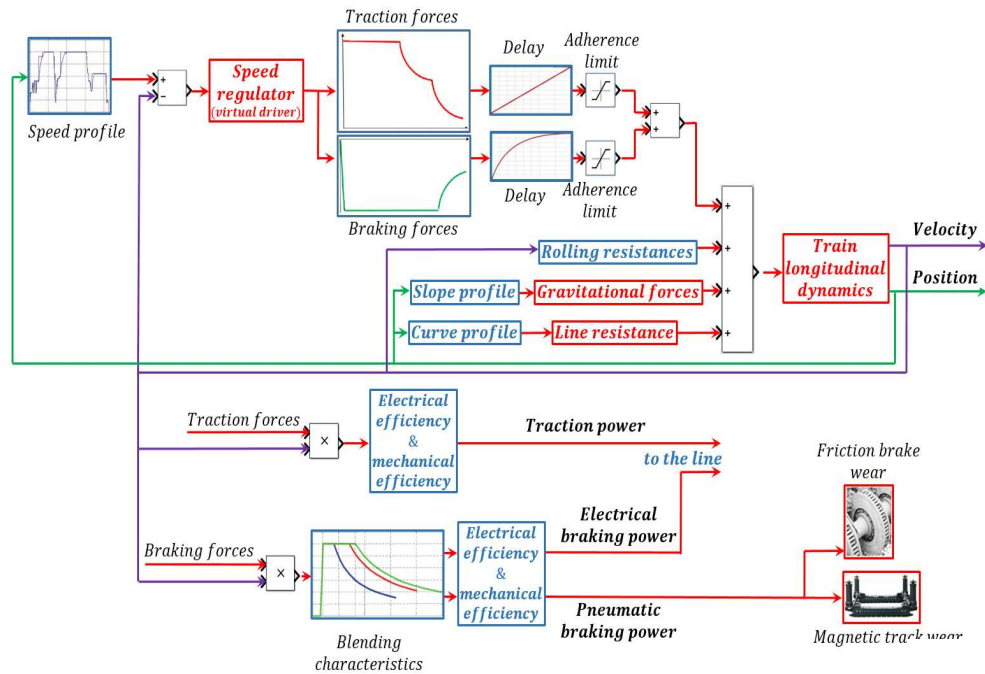 Traction forces
Speed profile
+
−
Speed
regulator
(virtual driver)
Delay
Adherence
limit
+
+
Braking forces
Delay
Adherence
limit
Rolling resistances
Slope profile
Gravitational forces
Curve profile
Line resistance
+
+
+
+
Train
longitudinal
dynamics
Velocity
Position
Traction forces
×
Electrical
efficiency
&
mechanical
efficiency
Traction power
to the line
Braking forces
×
Blending
characteristics
Electrical
efficiency
&
mechanical
efficiency
Electrical
braking power
Pneumatic
braking power
Friction brake
wear
Magnetic track wear